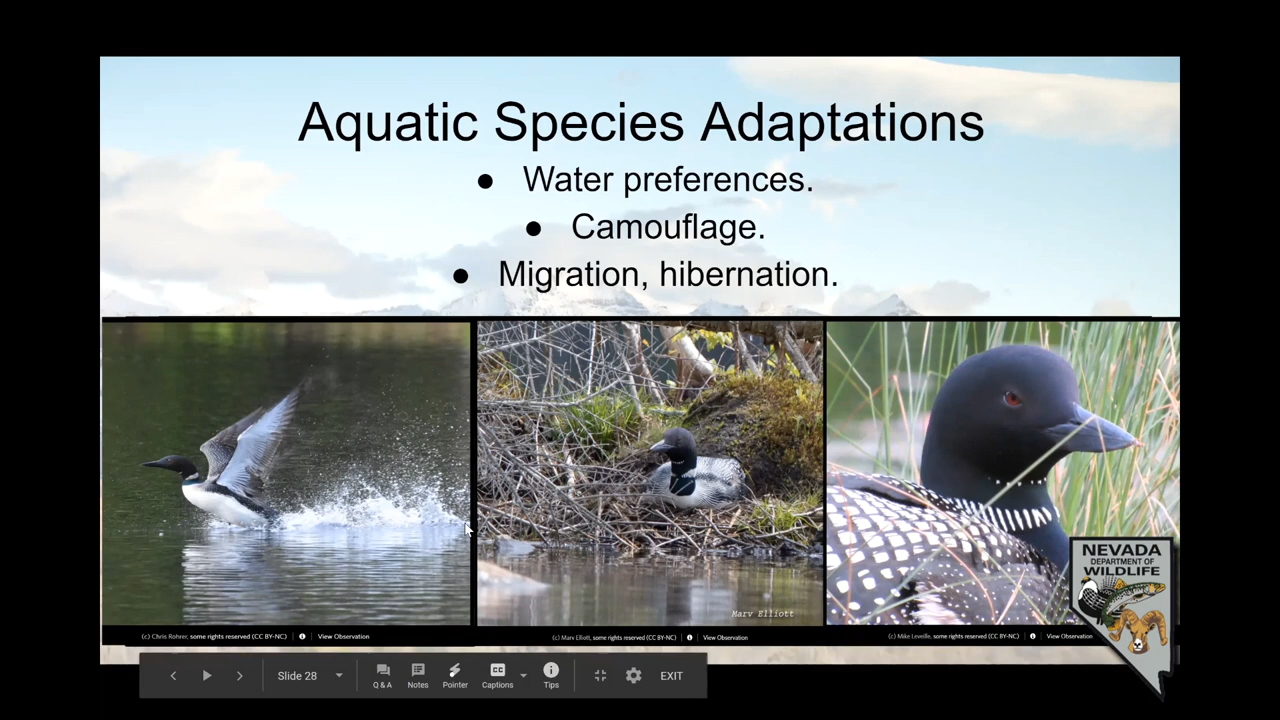 Aquatic Species Adaptations
● Water preferences.
● Camouflage.
● Migration, hibernation.
Marv Elliott
(c) Chris Rohrer, some rights reserved (CC BY-NC) View Observation
(c) Marv Elliott, some rights reserved (CC BY-NC) View Observation
(c) Mike Leveille, some rights reserved (CC BY-NC) View Observation
NEVADA
DEPARTMENT OF
WILDLIFE
Slide 28
Q & A
Notes
Pointer
CC
Captions
Tips
EXIT